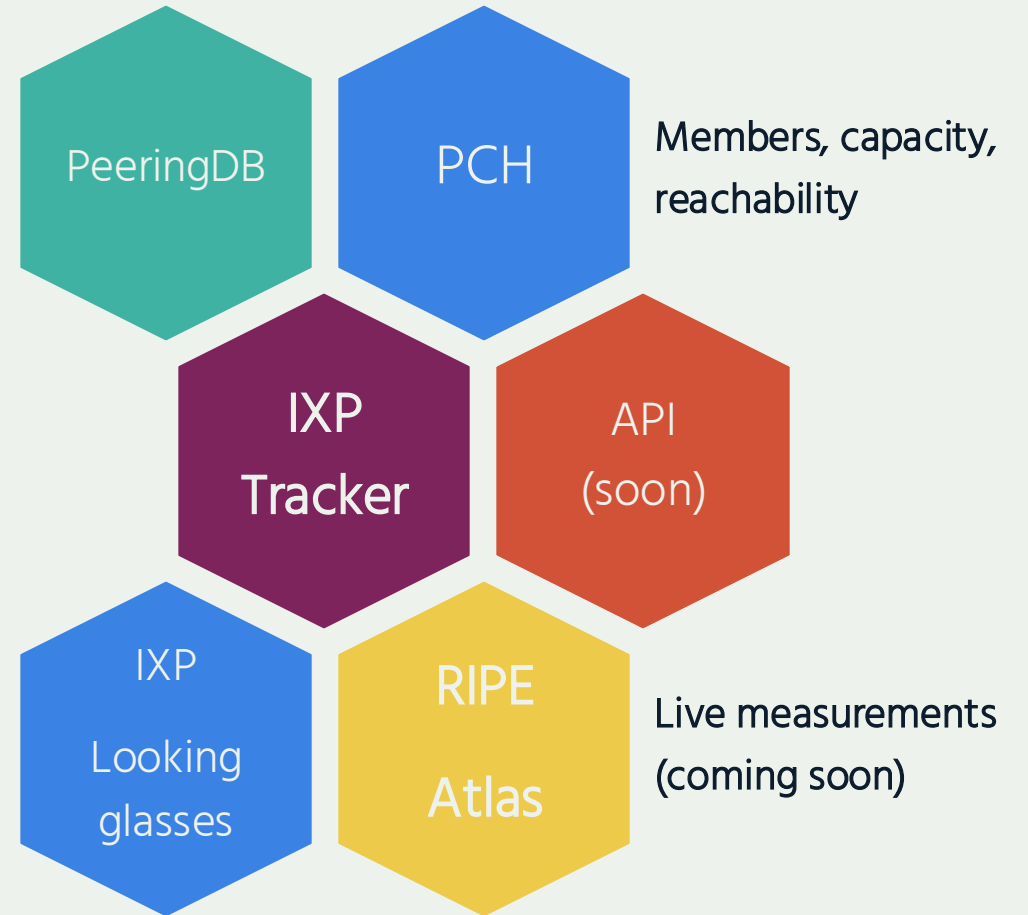 PeeringDB
PCH
Members, capacity,
reachability
IXP
Tracker
API
(soon)
IXP
Looking
glasses
RIPE
Atlas
Live measurements
(coming soon)